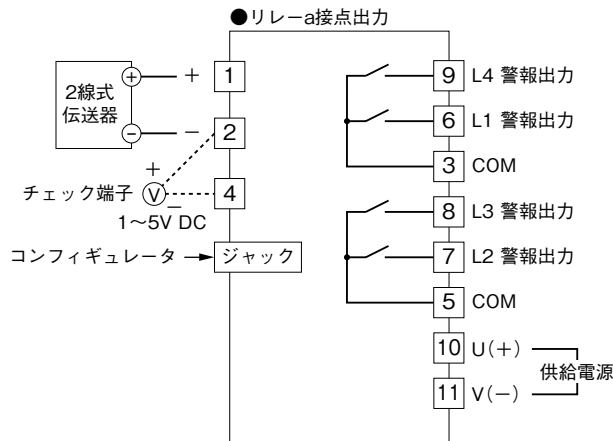 ●リレーa接点出力
2線式
伝送器
+
−
+
−
1
2
4
+
チェック端子
V
−
1〜5V DC
コンフィギュレータ
ジャック
9 L4 警報出力
6 L1 警報出力
3 COM
8 L3 警報出力
7 L2 警報出力
5 COM
10 U(+)
11 V(−)
供給電源